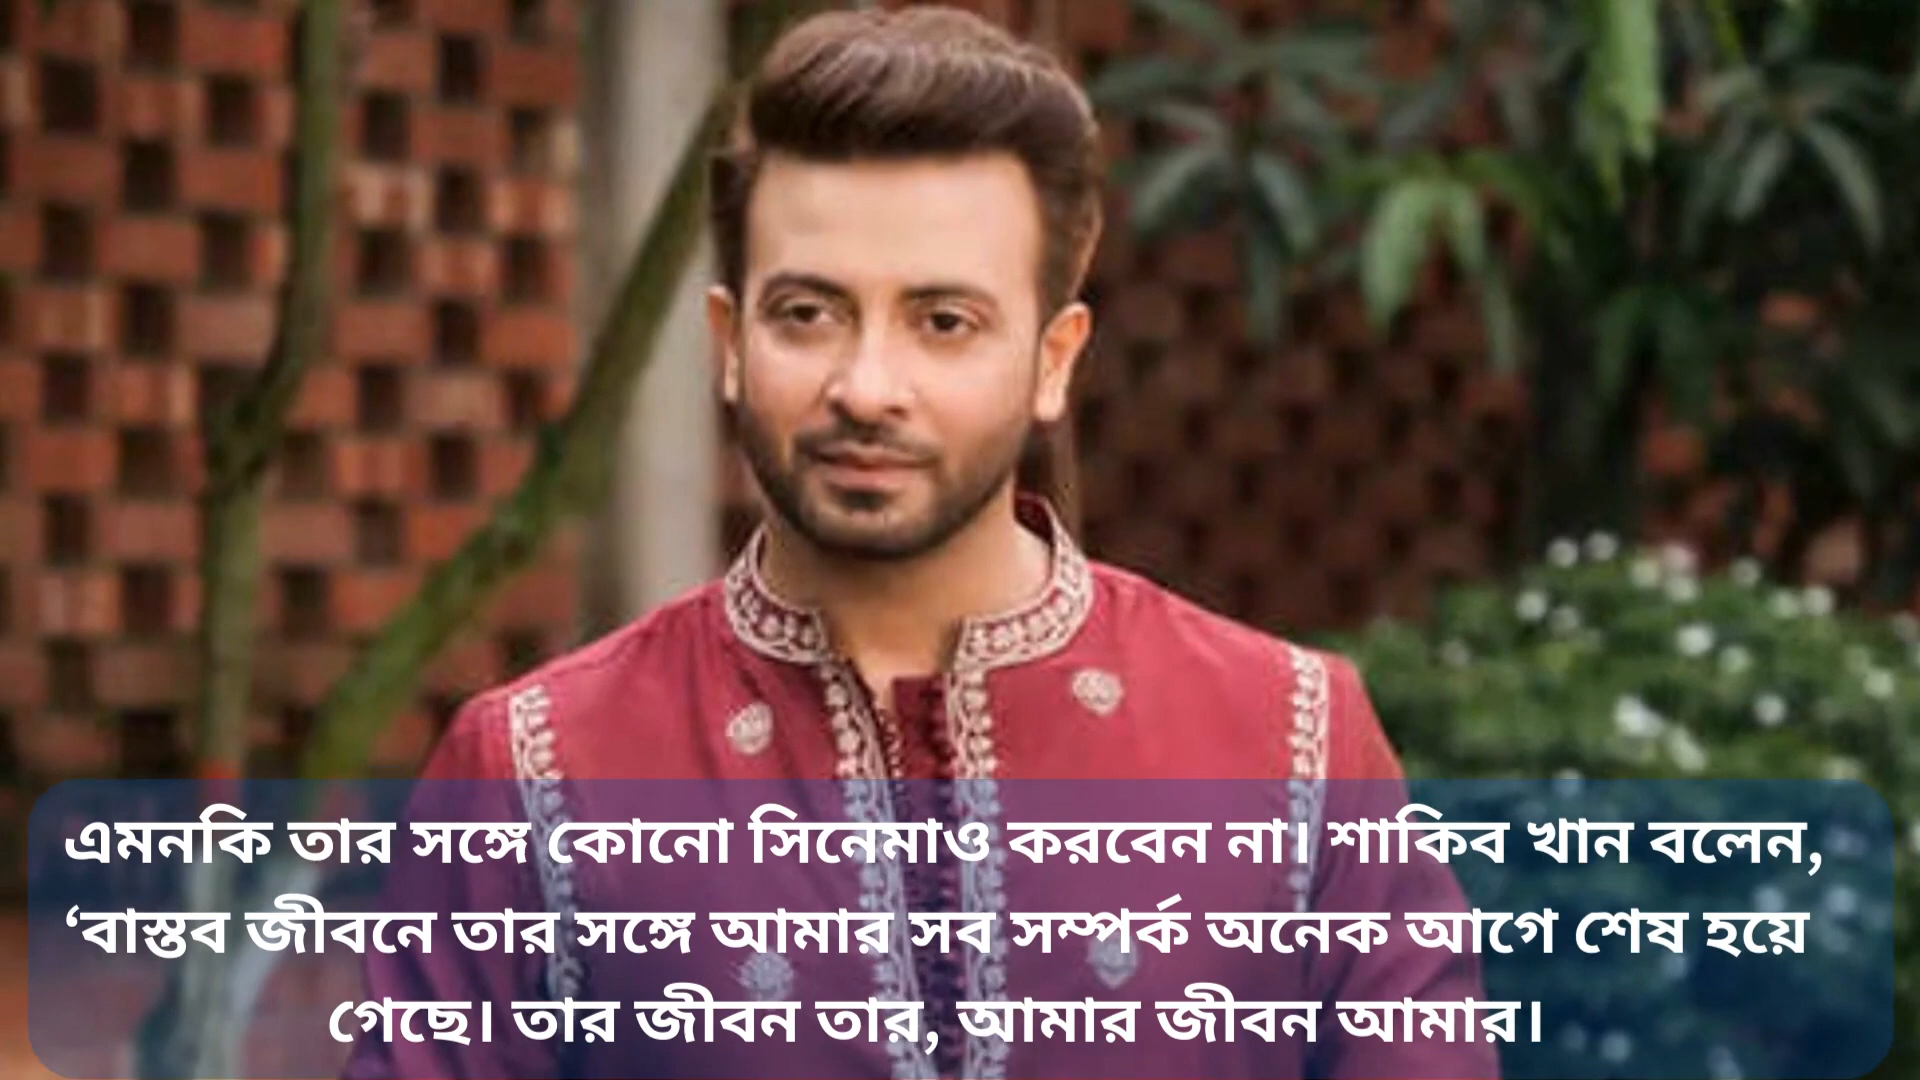 এমনকি তার সঙ্গে কোনো সিনেমাও করবেন না। শাকিব খান বলেন,
‘বাস্তব জীবনে তার সঙ্গে আমার সব সম্পর্ক অনেক আগে শেষ হয়ে
গেছে। তার জীবন তার, আমার জীবন আমার।